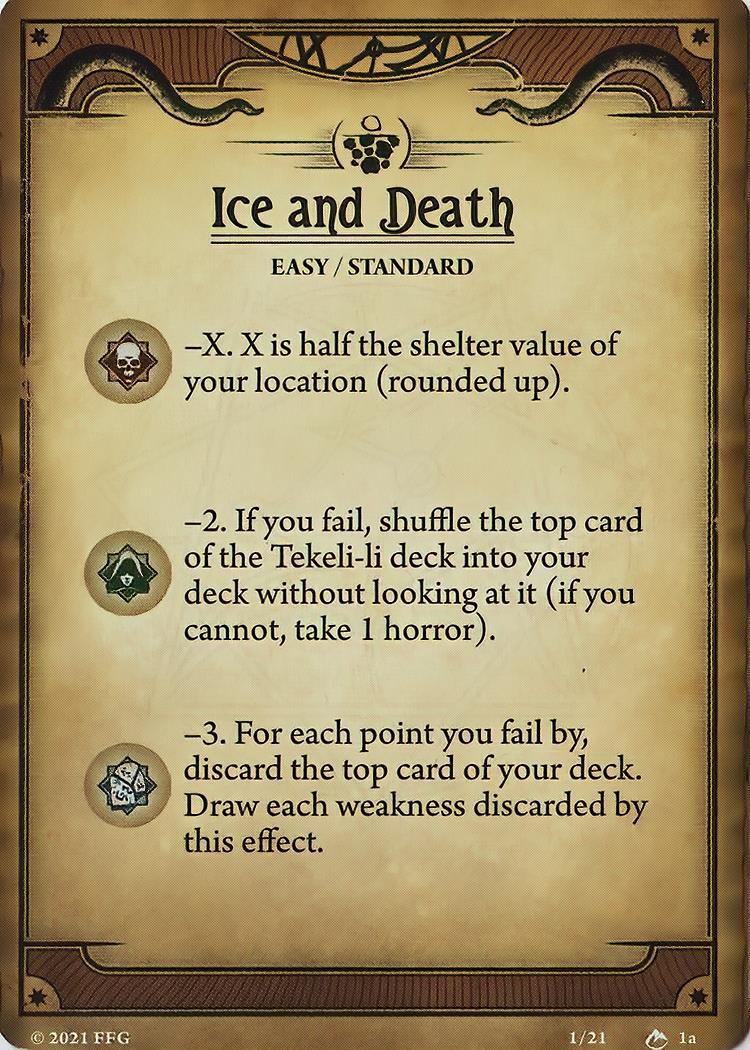 Ice and Death
EASY / STANDARD
–X. X is half the shelter value of
your location (rounded up).
–2. If you fail, shuffle the top card
of the Tekeli-li deck into your
deck without looking at it (if you
cannot, take 1 horror).
–3. For each point you fail by,
discard the top card of your deck.
Draw each weakness discarded by
this effect.
© 2021 FFG
1/21
1a